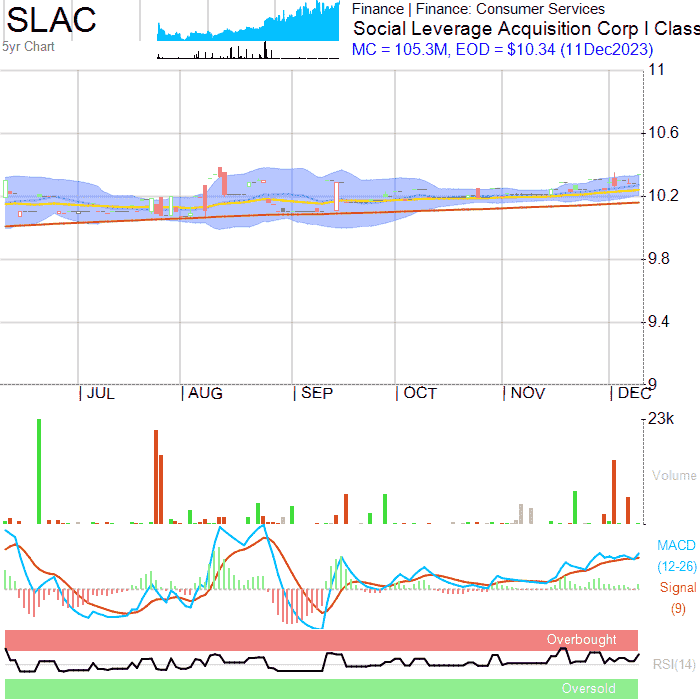 SLAC
5yr Chart
Finance | Finance: Consumer Services
Social Leverage Acquisition Corp I Class
MC = 105.3M, EOD = $10.34 (11Dec2023)
11
10.6
10.2
9.8
9.4
9
JUL AUG SEP OCT NOV DEC
23k
Volume
MACD
(12-26)
Signal
(9)
Overbought
RSI(14)
Oversold